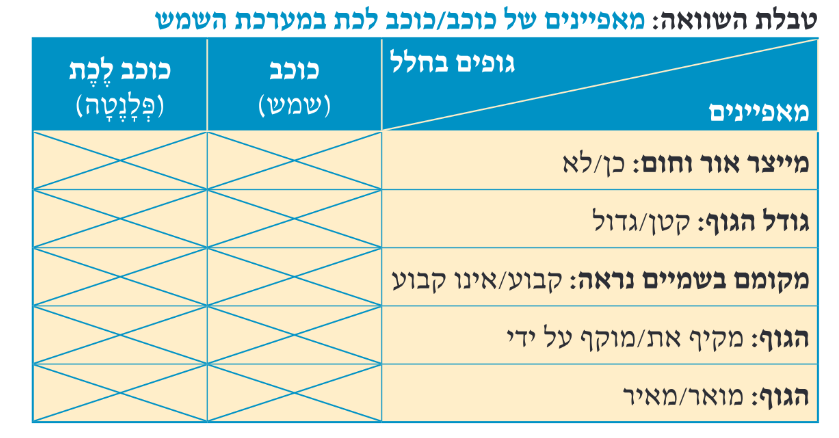 טבלת השוואה: מאפיינים של כוכב/כוכב לכת במערכת השמש
גופים בחלל
מאפיינים
כוכב
(שמש)
כוכב לֶכֶת
(פְּלָנֶטָה)
מייצר אור וחום: כן/לא
גודל הגוף: קטן/גדול
מקומם בשמיים נראה: קבוע/אינו קבוע
הגוף: מקיף את/מוקף על ידי
הגוף: מואר/מאיר